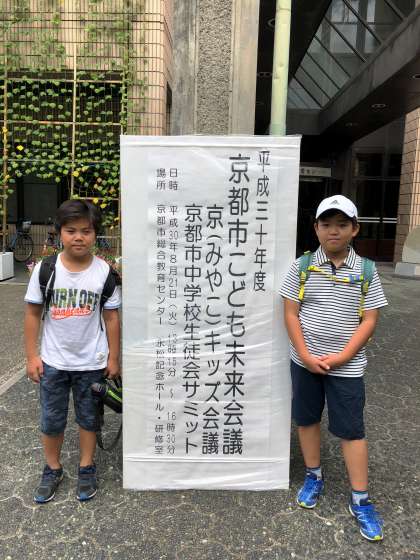 平成三十年度
京都市こども未来会議
京(みやこ)キッズ会議
京都市中学校生徒会サミット
日時 平成30年8月21日(火)13時15分 ~ 16時30分
場所 京都市総合教育センター 永松記念ホール・研修室
TURN OFF